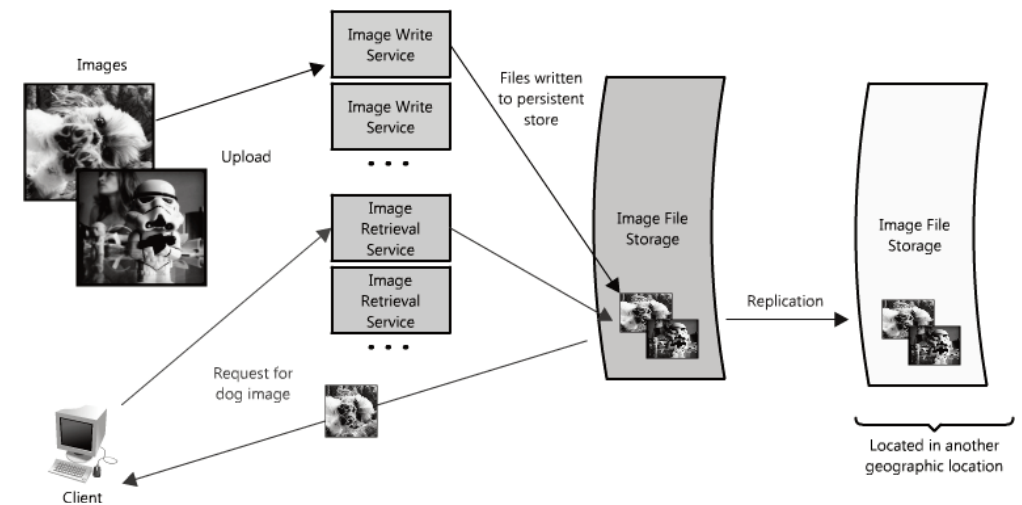 Images
Upload
Image Write
Service
Image Write
Service
• • •
Image
Retrieval
Service
Image
Retrieval
Service
• • •
Files written
to persistent
store
Image File
Storage
Replication
Image File
Storage
Located in another
geographic location
Request for
dog image
Client